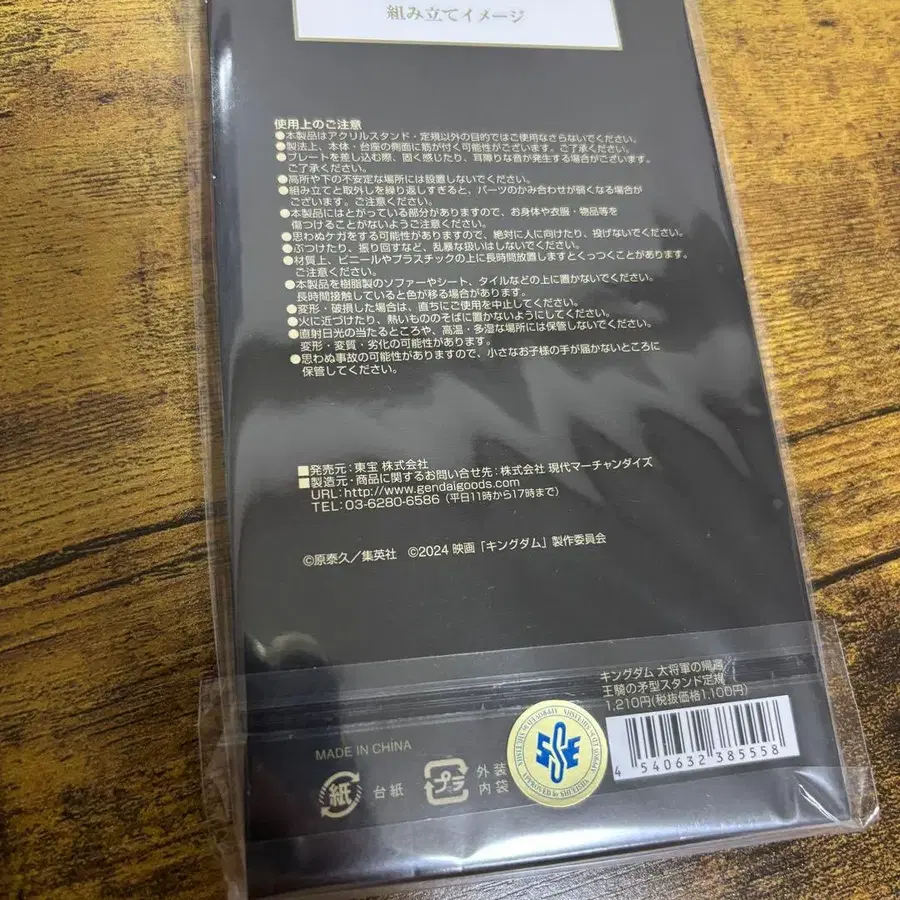 組み立てイメージ
使用上のご注意
●本製品はアクリルスタンド・定規以外の目的ではご使用なさらないでください。
●製法上、本体・台座の側面に筋が付く可能性がございます。ご了承ください。
●プレートを差し込む際、固く感じたり、耳障りな音が発生する場合がございます。
ご了承ください。
●高所や下の不安定な場所には設置しないでください。
●組み立てと取外しを繰り返しすぎると、パーツのかみ合わせが弱くなる場合が
ございます。ご注意ください。
●本製品にはとがっている部分がありますので、お身体や衣服・物品等を
傷つけることがないようご注意ください。
●思わぬケガをする可能性がありますので、絶対に人に向けたり、投げないでください。
●ぶつけたり、振り回すなど、乱暴な扱いはしないでください。
●材質上、ビニールやプラスチックの上に長時間放置しますとくっつくことがあります。
ご注意ください。
●本製品を樹脂製のソファーやシート、タイルなどの上に置かないでください。
長時間接触していると色が移る場合があります。
●変形・破損した場合は、直ちにご使用を中止してください。
●火に近づけたり、熱いもののそばに置かないようにしてください。
●直射日光の当たるところや、高温・多湿な場所には保管しないでください。
変形・変質・劣化の可能性があります。
●思わぬ事故の可能性がありますので、小さなお子様の手が届かないところに
保管してください。
■発売元：東宝 株式会社
■製造元・商品に関するお問い合せ先：株式会社 現代マーチャンダイズ
URL:http://www.gendaigoods.com
TEL：03-6280-6586（平日11時から17時まで）
©原泰久／集英社 ©2024 映画「キングダム」製作委員会
キングダム 大将軍の帰還
王騎の矛型スタンド定規
1,210円(税抜価格1,100円)
4 540632 385558
MADE IN CHINA
紙 台紙
プラ 外装
内袋
SSE
APPROVED by SHUEISHA